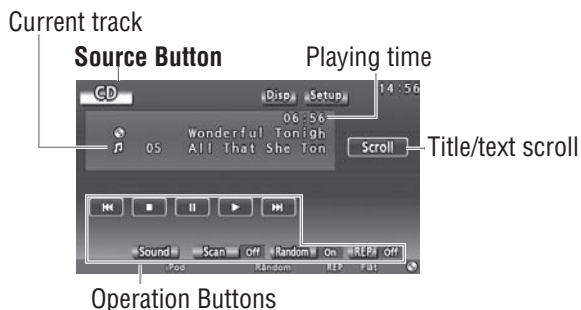 Current track
Source Button Playing time
CD Disp Setup 14:56
06:56
Wonderful Tonigh
05 All That She Ton Scroll Title/text scroll
Sound Scan Off Random On REP Off
iPod Random REP Flat
Operation Buttons